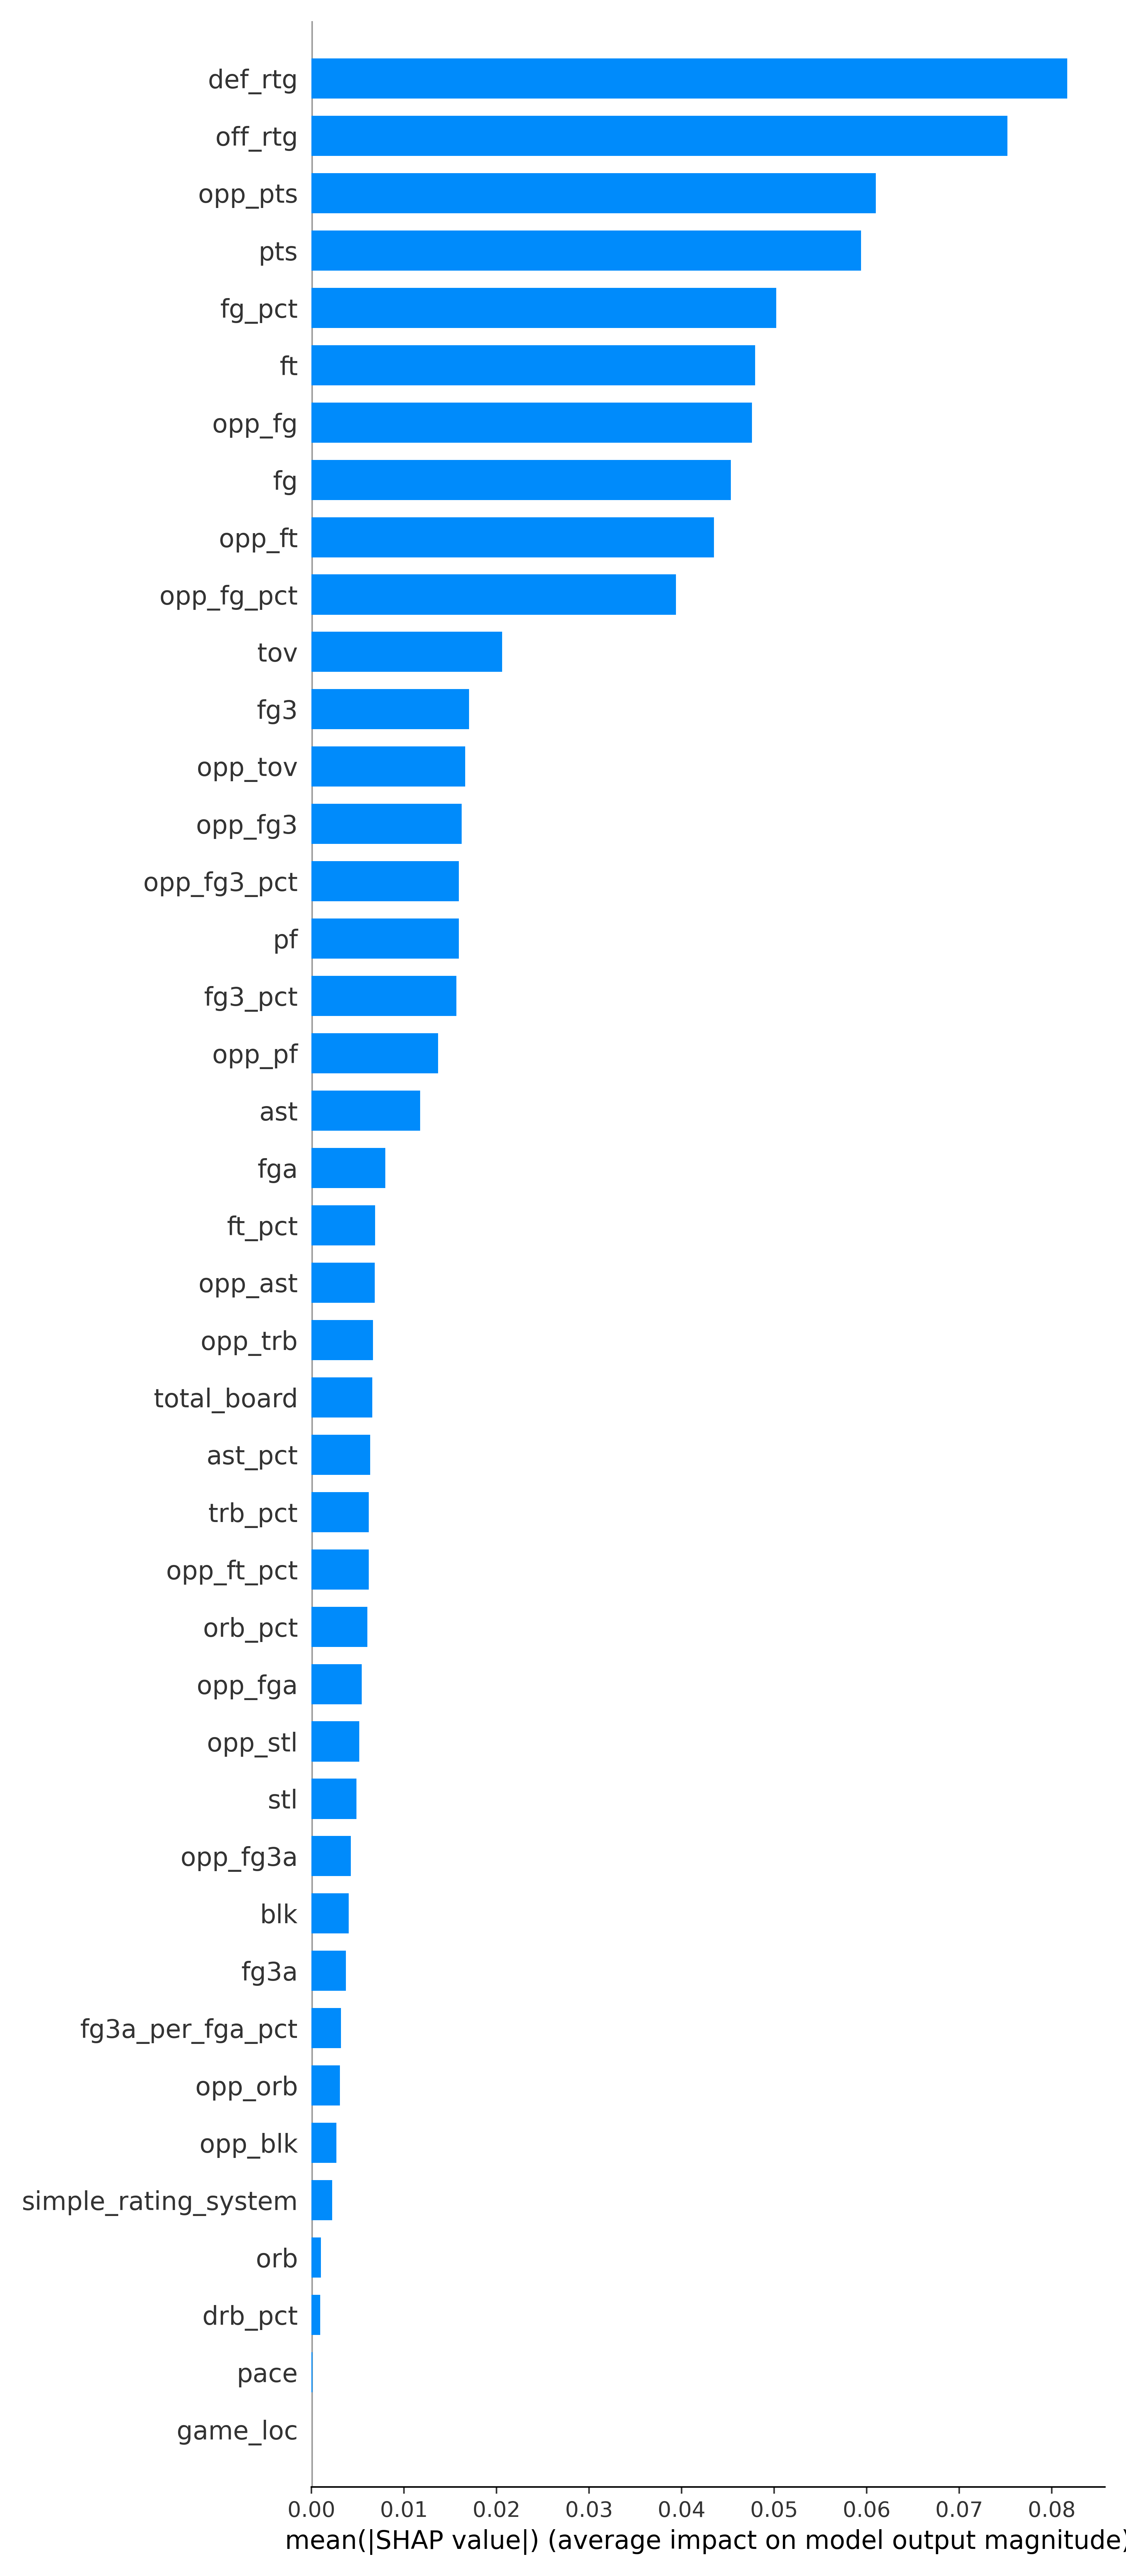 def_rtg
off_rtg
opp_pts
pts
fg_pct
ft
opp_fg
fg
opp_ft
opp_fg_pct
tov
fg3
opp_tov
opp_fg3
opp_fg3_pct
pf
fg3_pct
opp_pf
ast
fga
ft_pct
opp_ast
opp_trb
total_board
ast_pct
trb_pct
opp_ft_pct
orb_pct
opp_fga
opp_stl
stl
opp_fg3a
blk
fg3a
fg3a_per_fga_pct
opp_orb
opp_blk
simple_rating_system
orb
drb_pct
pace
game_loc
0.00 0.01 0.02 0.03 0.04 0.05 0.06 0.07 0.08
mean(|SHAP value|) (average impact on model output magnitude)